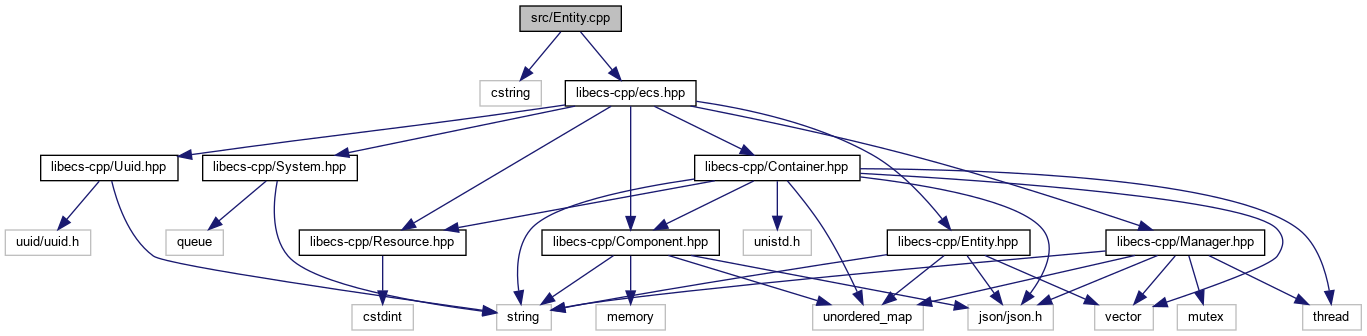 src/Entity.cpp
cstring
libecs-cpp/ecs.hpp
libecs-cpp/Uuid.hpp
libecs-cpp/System.hpp
libecs-cpp/Container.hpp
uuid/uuid.h
queue
libecs-cpp/Resource.hpp
libecs-cpp/Component.hpp
unistd.h
libecs-cpp/Entity.hpp
libecs-cpp/Manager.hpp
cstdint
string
memory
unordered_map
json/json.h
vector
mutex
thread